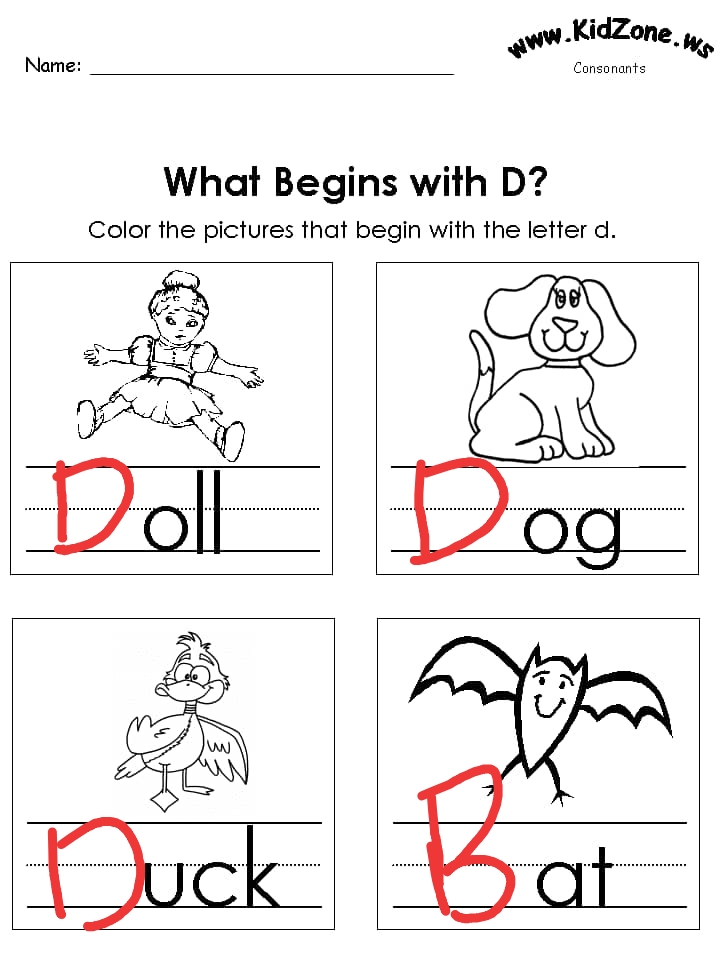 www.KidZone.ws
Name:
Consonants
What Begins with D?
Color the pictures that begin with the letter d.
Doll
Dog
Duck
Bat